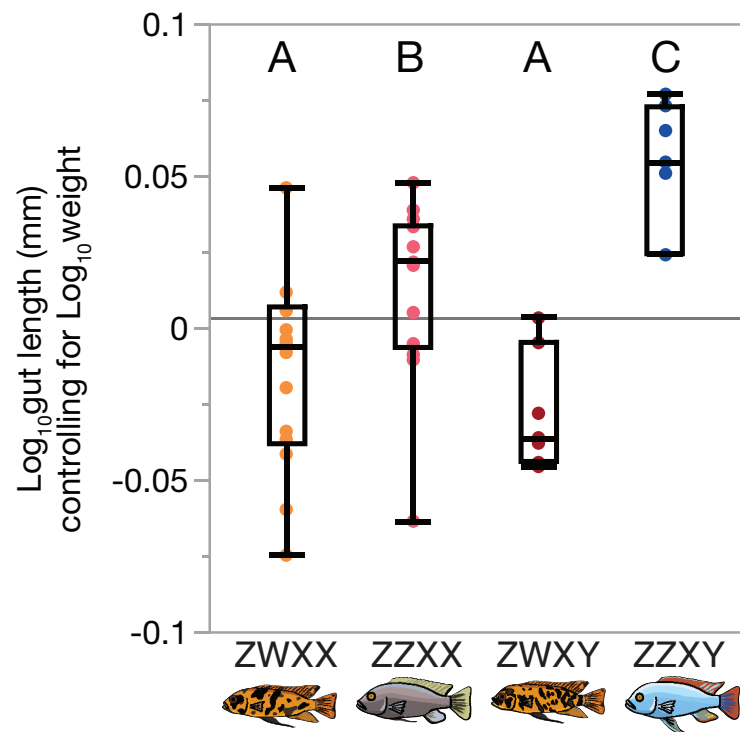 A B A C
Log10gut length (mm)
controlling for Log10weight
0.1
0.05
0
-0.05
-0.1
ZWXX ZZXX ZWXY ZZXY